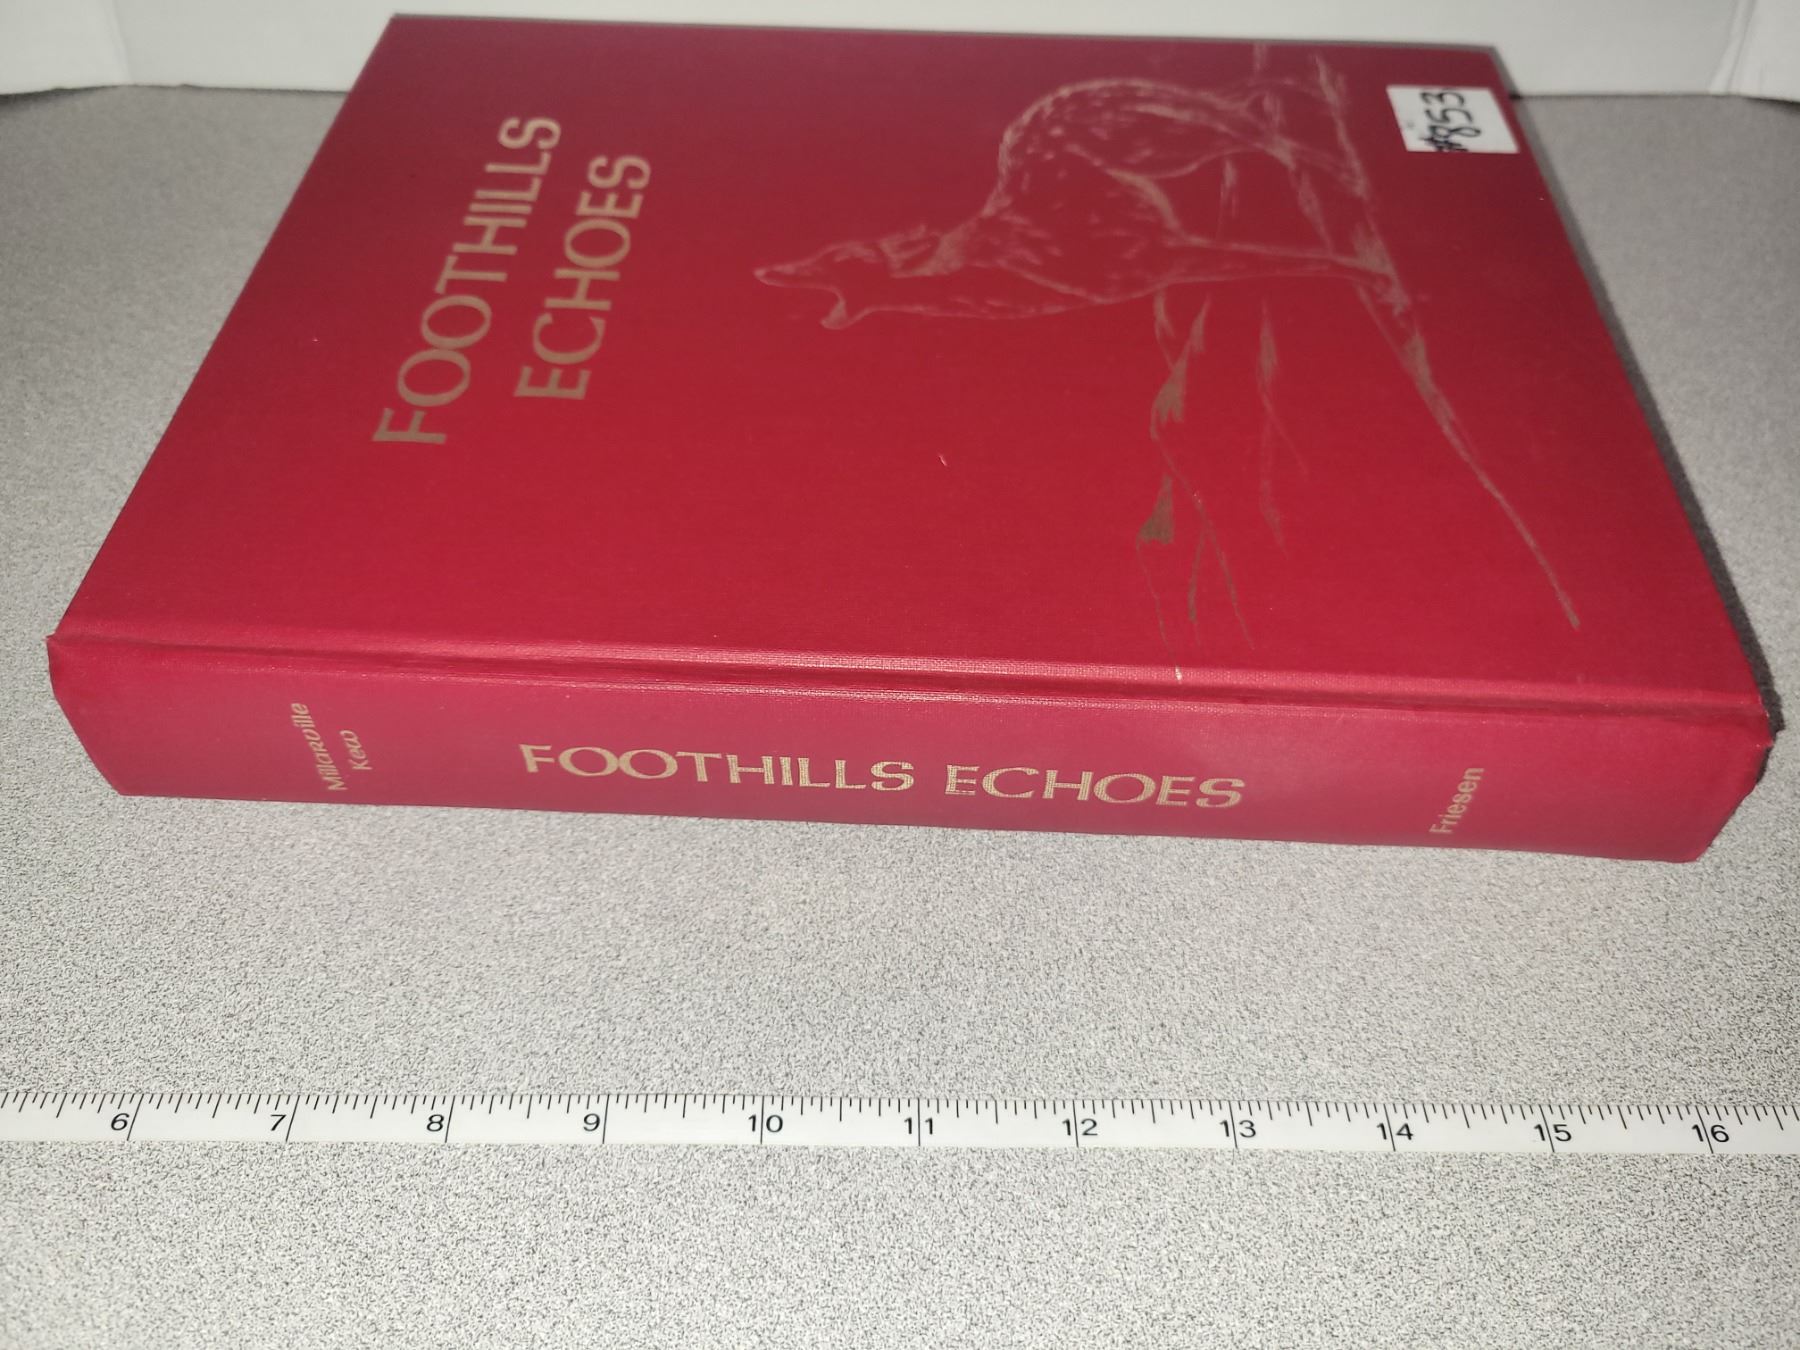 FOOTHILLS
ECHOES
#853
Millarville
Kew
FOOTHILLS ECHOES
Friesen
6 7 8 9 10 11 12 13 14 15 16